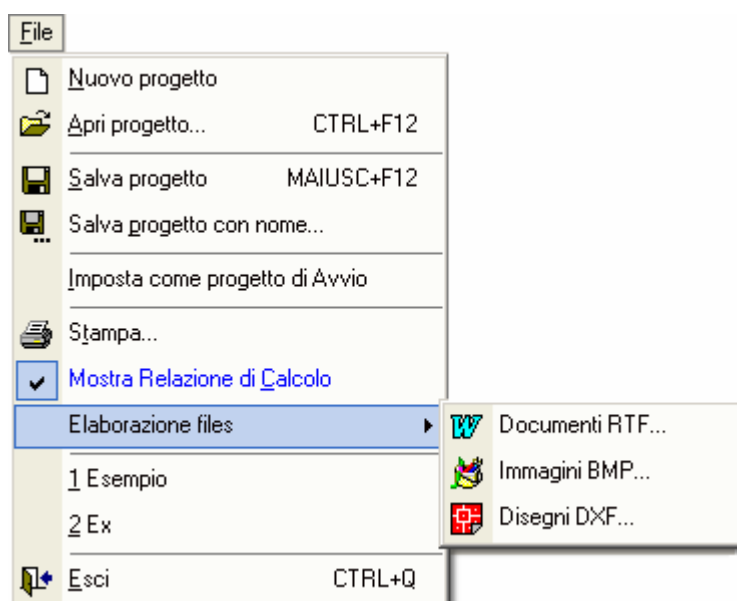 File
Nuovo progetto
Apri progetto... CTRL+F12
Salva progetto MAIUSC+F12
Salva progetto con nome...
Imposta come progetto di Avvio
Stampa...
Mostra Relazione di Calcolo
Elaborazione files
Documenti RTF...
Immagini BMP...
Disegni DXF...
1 Esempio
2 Ex
Esci CTRL+Q